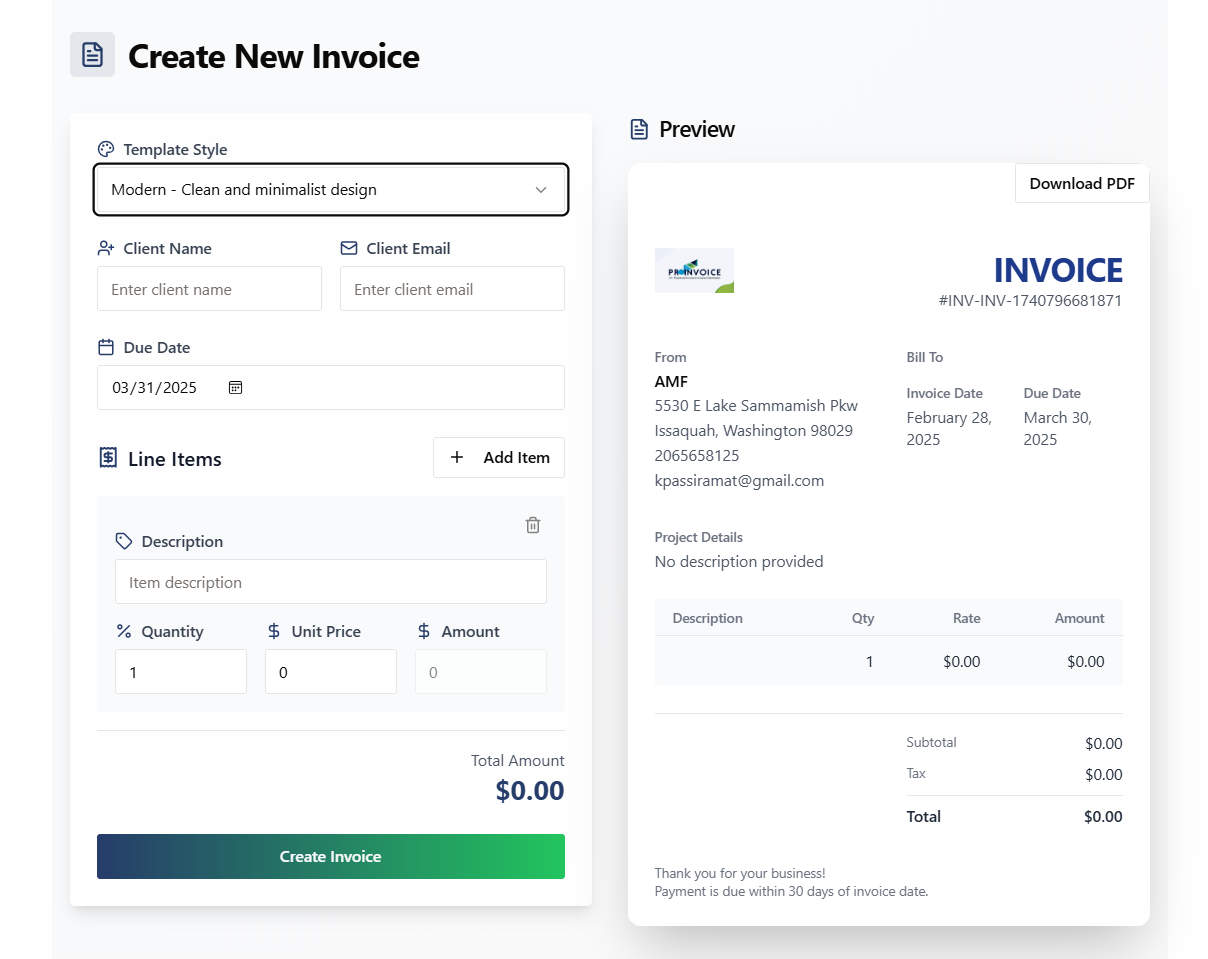 Create New Invoice
Template Style
Modern - Clean and minimalist design
Client Name
Client Email
Enter client name
Enter client email
Due Date
03/31/2025
Line Items
Add Item
Description
Item description
Quantity
Unit Price
Amount
1
0
0
Total Amount
$0.00
Create Invoice
Preview
Download PDF
PROINVOICE
INVOICE
#INV-INV-1740796681871
From
AMF
5530 E Lake Sammamish Pkw
Issaquah, Washington 98029
2065658125
kpassiramat@gmail.com
Bill To
Invoice Date
February 28,
2025
Due Date
March 30,
2025
Project Details
No description provided
Description Qty Rate Amount
1 $0.00 $0.00
Subtotal $0.00
Tax $0.00
Total $0.00
Thank you for your business!
Payment is due within 30 days of invoice date.